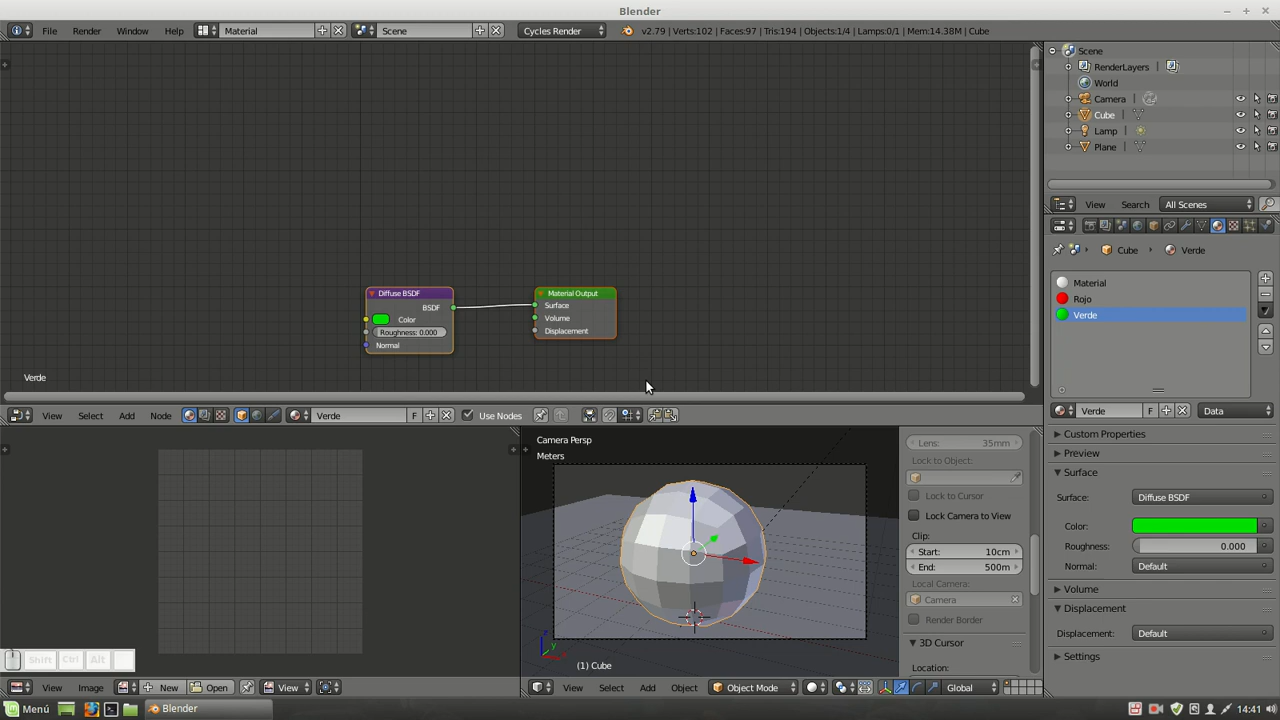 Blender
File Render Window Help Material Scene Cycles Render v2.79 | Verts:102 | Faces:97 | Tris:194 | Objects:1/4 | Lamps:0/1 | Mem:14.38M | Cube
Scene
RenderLayers
World
Camera
Cube
Lamp
Plane
View Search All Scenes
Cube Verde
Material
Rojo
Verde
Verde F Data
Custom Properties
Preview
Surface
Surface: Diffuse BSDF
Color:
Roughness: 0.000
Normal: Default
Volume
Displacement
Displacement: Default
Settings
Diffuse BSDF
BSDF
Color
Roughness: 0.000
Normal
Material Output
Surface
Volume
Displacement
Verde
View Select Add Node Verde F Use Nodes
Shift Ctrl Alt
View Image New Open View
Camera Persp
Meters
(1) Cube
Lens: 35mm
Lock to Object:
Lock to Cursor
Lock Camera to View
Clip:
Start: 10cm
End: 500m
Local Camera:
Camera
Render Border
3D Cursor
Location:
View Select Add Object Object Mode Global
Menú Blender 14:41